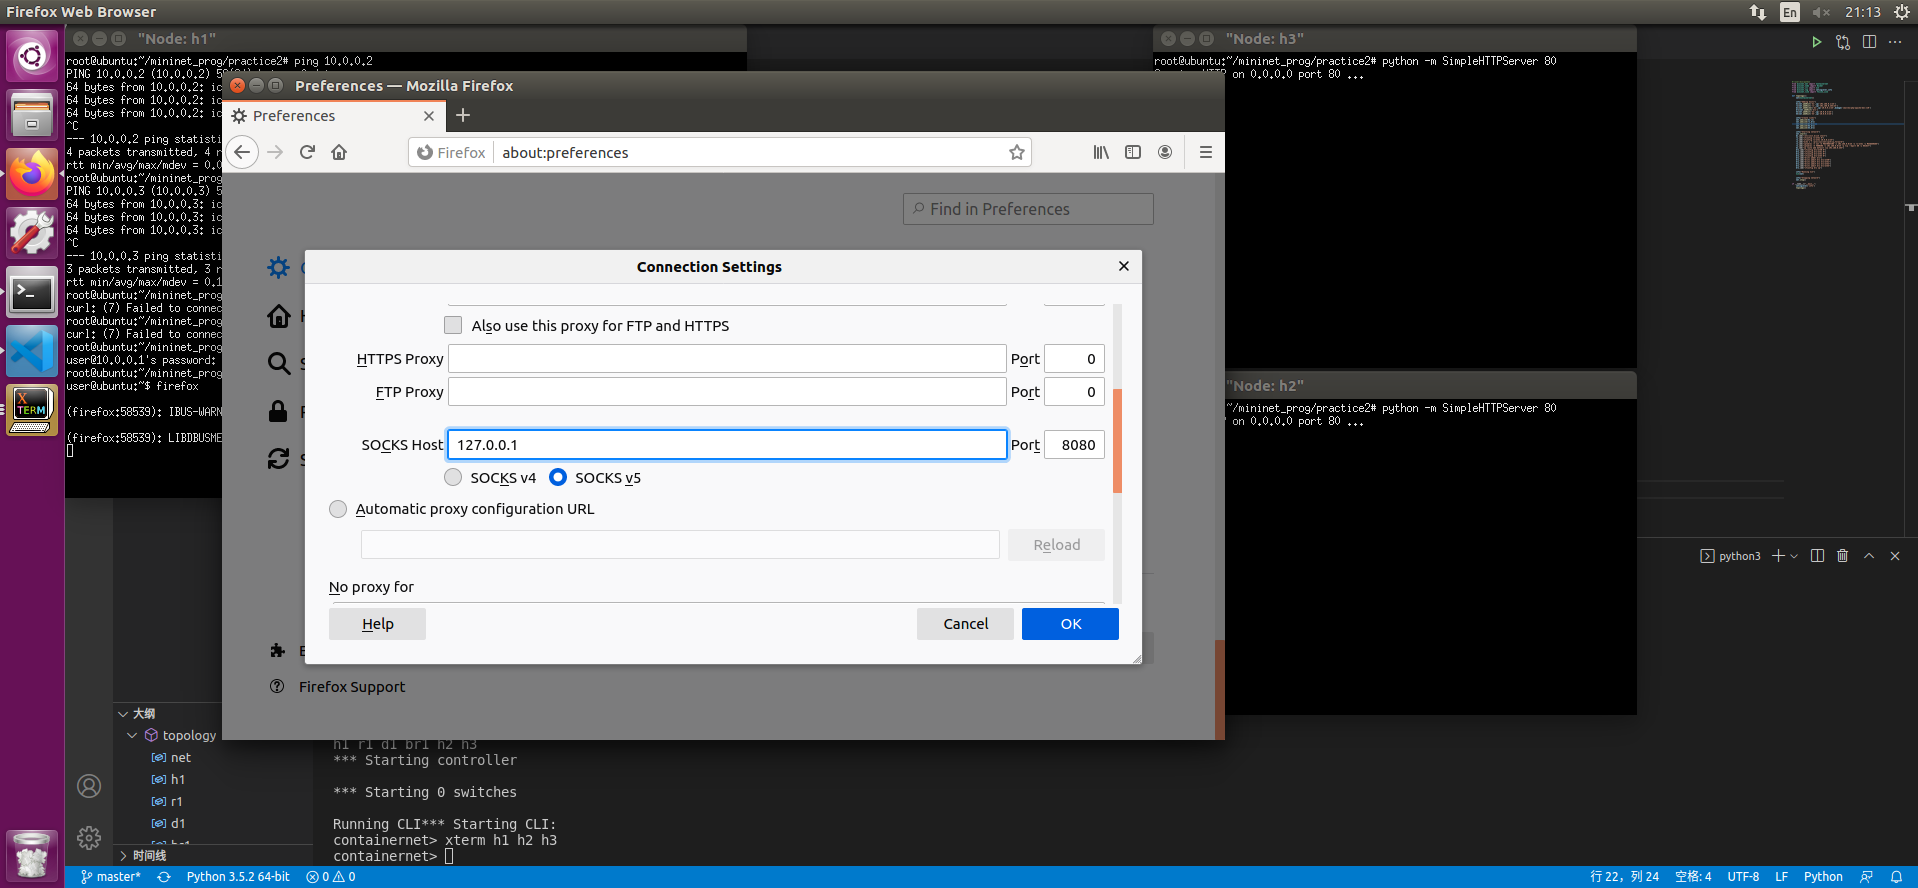 Firefox Web Browser
En
21:13
"Node: h1"
root@ubuntu:~/mininet_prog/practice2# ping 10.0.0.2
PING 10.0.0.2 (10.0.0.2)
64 bytes from 10.0.0.2: ic
64 bytes from 10.0.0.2: ic
64 bytes from 10.0.0.2: ic
^C
--- 10.0.0.2 ping statisti
4 packets transmitted, 4 r
rtt min/avg/max/mdev = 0.0
root@ubuntu:~/mininet_prog
PING 10.0.0.3 (10.0.0.3) 5
64 bytes from 10.0.0.3: ic
64 bytes from 10.0.0.3: ic
64 bytes from 10.0.0.3: ic
^C
--- 10.0.0.3 ping statisti
3 packets transmitted, 3 r
rtt min/avg/max/mdev = 0.1
root@ubuntu:~/mininet_prog
curl: (7) Failed to connec
root@ubuntu:~/mininet_prog
curl: (7) Failed to connec
root@ubuntu:~/mininet_prog
user@10.0.0.1's password:
root@ubuntu:~/mininet_prog
user@ubuntu:~$ firefox
(firefox:58539): IBUS-WARN
(firefox:58539): LIBDBUSME
"Node: h3"
root@ubuntu:~/mininet_prog/practice2# python -m SimpleHTTPServer 80
on 0.0.0.0 port 80 ...
"Node: h2"
~/mininet_prog/practice2# python -m SimpleHTTPServer 80
on 0.0.0.0 port 80 ...
Preferences — Mozilla Firefox
Preferences
Firefox
about:preferences
Find in Preferences
Connection Settings
Also use this proxy for FTP and HTTPS
HTTPS Proxy
Port
0
FTP Proxy
Port
0
SOCKS Host
127.0.0.1
Port
8080
SOCKS v4
SOCKS v5
Automatic proxy configuration URL
Reload
No proxy for
Help
Cancel
OK
Firefox Support
X
TERM
python3
大纲
topology
net
h1
r1
d1
时间线
h1 r1 d1 br1 h2 h3
*** Starting controller
*** Starting 0 switches
Running CLI*** Starting CLI:
containernet> xterm h1 h2 h3
containernet>
master*
Python 3.5.2 64-bit
0
0
行 22，列 24
空格: 4
UTF-8
LF
Python